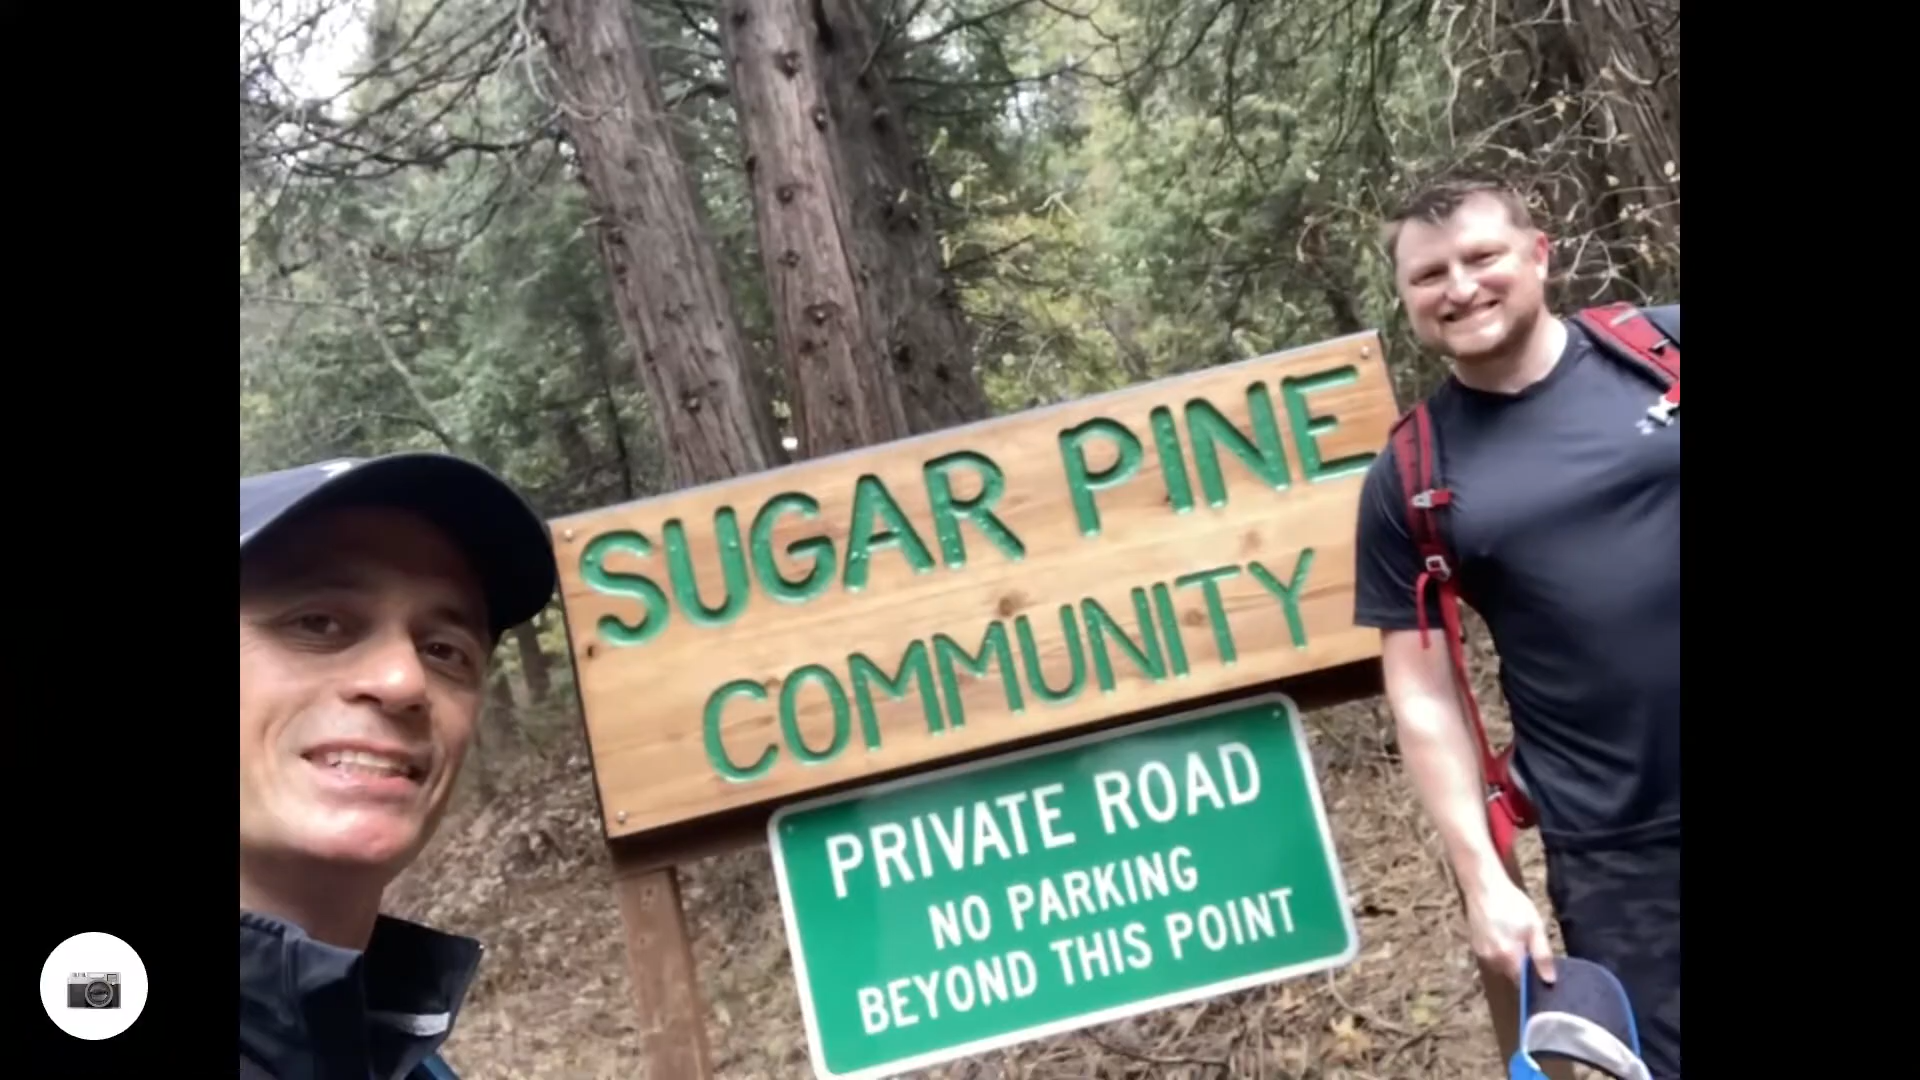 SUGAR PINE
COMMUNITY
PRIVATE ROAD
NO PARKING
BEYOND THIS POINT